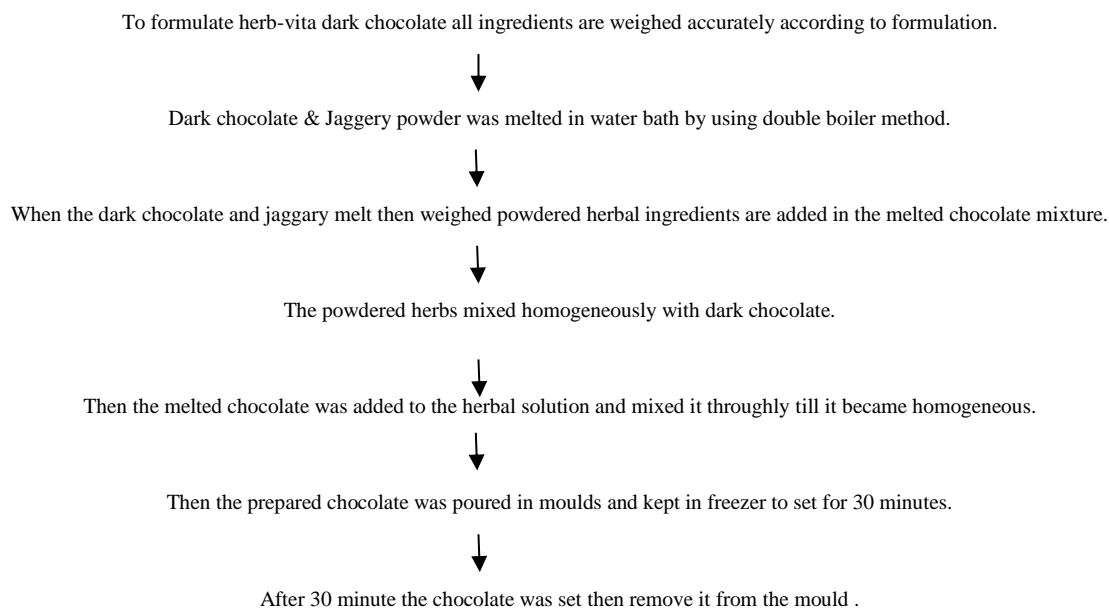 To formulate herb-vita dark chocolate all ingredients are weighed accurately according to formulation.
Dark chocolate & Jaggery powder was melted in water bath by using double boiler method.
When the dark chocolate and jaggary melt then weighed powdered herbal ingredients are added in the melted chocolate mixture.
The powdered herbs mixed homogeneously with dark chocolate.
Then the melted chocolate was added to the herbal solution and mixed it throughly till it became homogeneous.
Then the prepared chocolate was poured in moulds and kept in freezer to set for 30 minutes.
After 30 minute the chocolate was set then remove it from the mould .